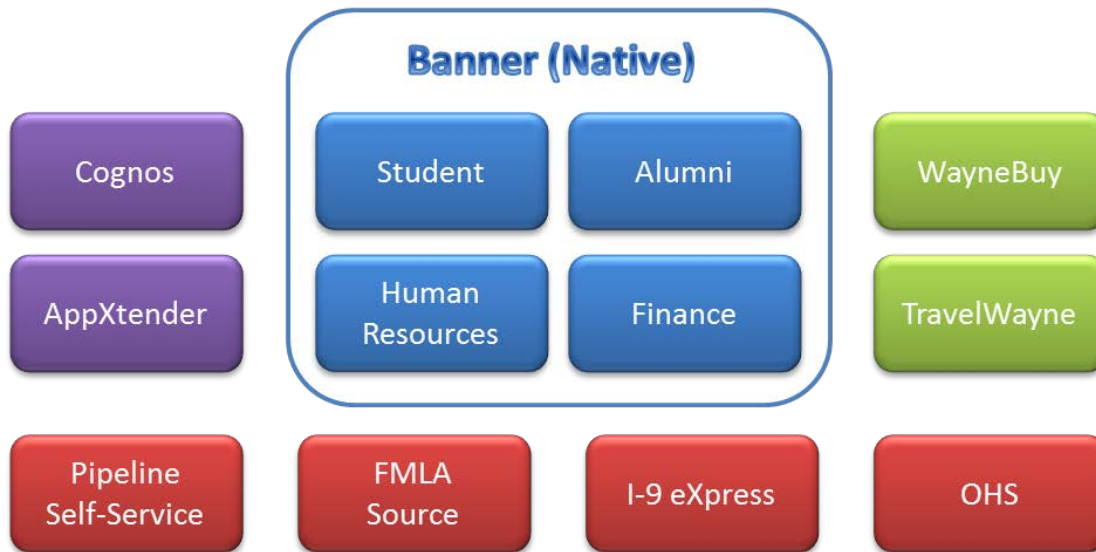 Banner (Native)
Cognos
Student
Alumni
WayneBuy
AppXtender
Human
Resources
Finance
TravelWayne
Pipeline
Self-Service
FMLA
Source
I-9 eXpress
OHS